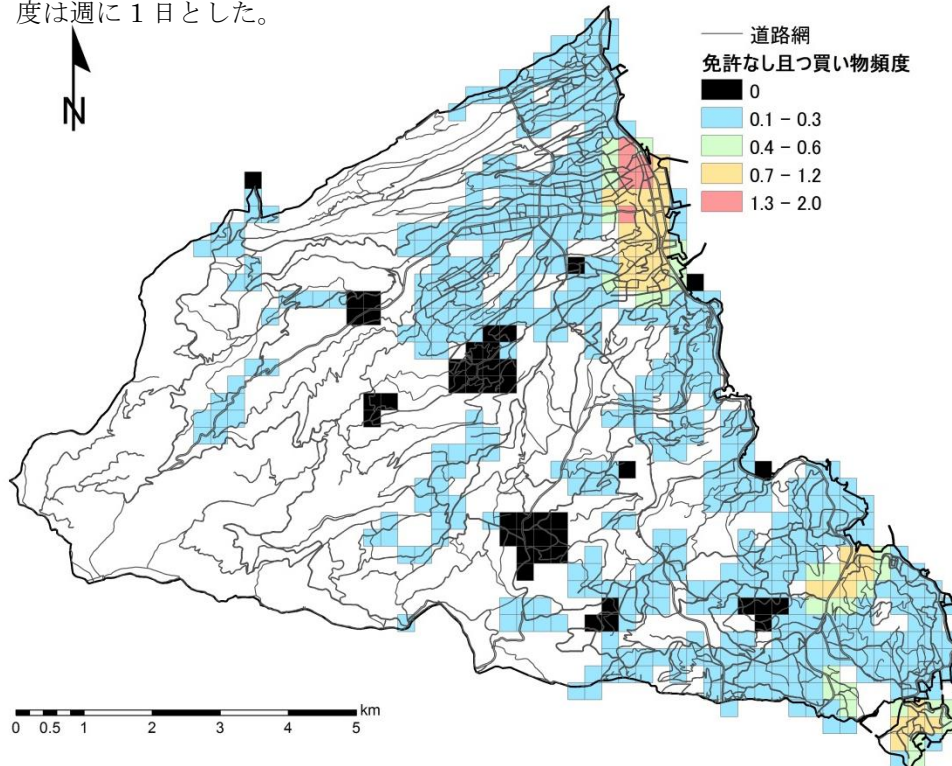 度は週に 1 日とした。
N
道路網
免許なし且つ買い物頻度
0
0.1 - 0.3
0.4 - 0.6
0.7 - 1.2
1.3 - 2.0
km
0 0.5 1 2 3 4 5